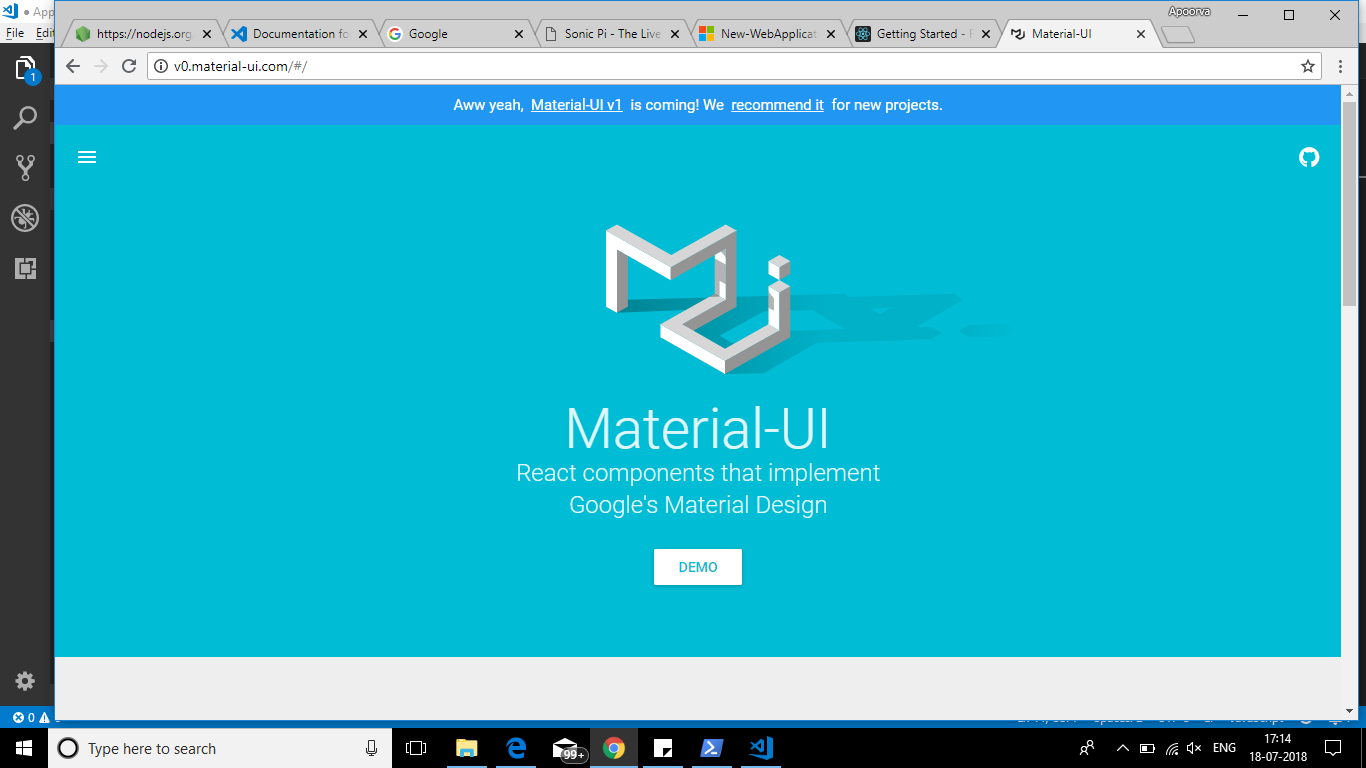 App
Apoorva
File Edit
https://nodejs.org
Documentation fo
Google
Sonic Pi - The Live
New-WebApplicat
Getting Started - R
Material-UI
v0.material-ui.com/#/
1
Aww yeah, Material-UI v1 is coming! We recommend it for new projects.
Material-UI
React components that implement
Google's Material Design
DEMO
0
Type here to search
99+
ENG
17:14
18-07-2018